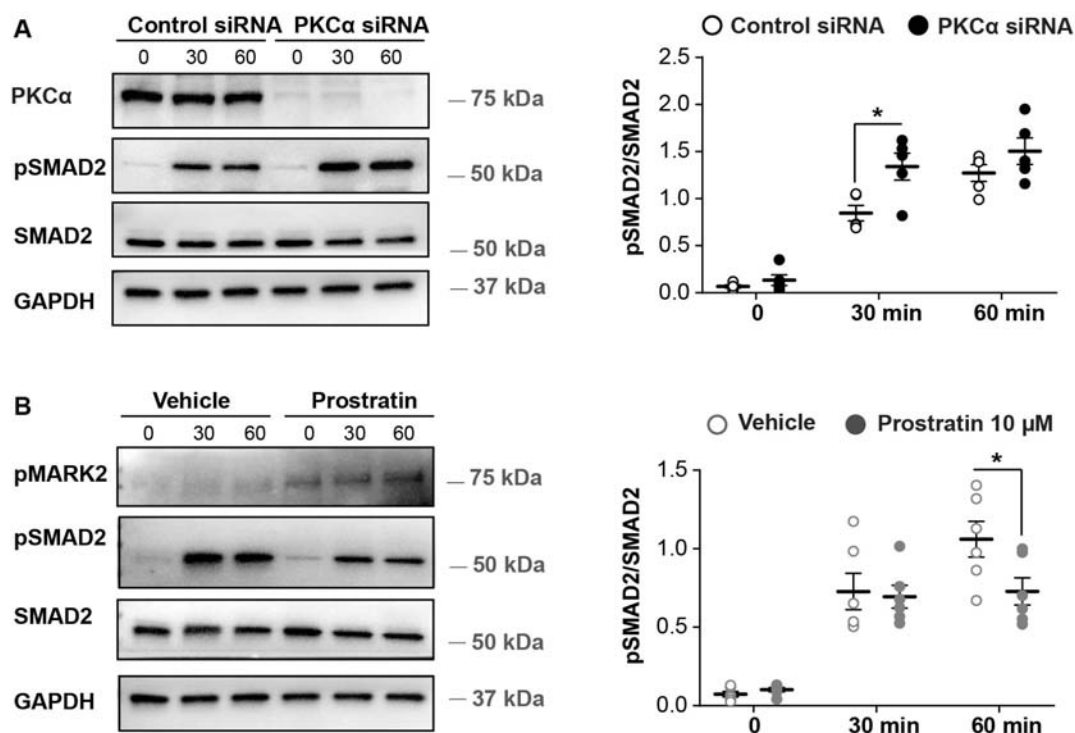 A
Control siRNA PKCα siRNA
0 30 60 0 30 60
PKCα
75 kDa
pSMAD2
50 kDa
SMAD2
50 kDa
GAPDH
37 kDa
Control siRNA PKCα siRNA
pSMAD2/SMAD2
2.5
2.0
1.5
1.0
0.5
0.0
*
0 30 min 60 min
B
Vehicle Prostratin
0 30 60 0 30 60
pMARK2
75 kDa
pSMAD2
50 kDa
SMAD2
50 kDa
GAPDH
37 kDa
Vehicle Prostratin 10 µM
pSMAD2/SMAD2
1.5
1.0
0.5
0.0
*
0 30 min 60 min